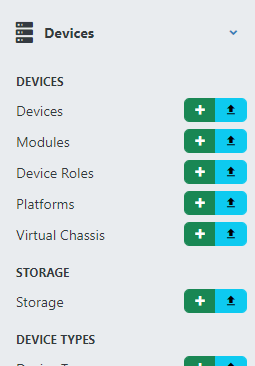 Devices
DEVICES
Devices
Modules
Device Roles
Platforms
Virtual Chassis
STORAGE
Storage
DEVICE TYPES